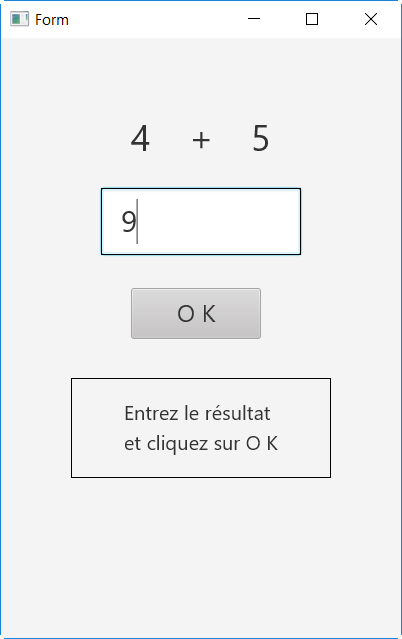 Form
4 + 5
9
O K
Entrez le résultat
et cliquez sur O K